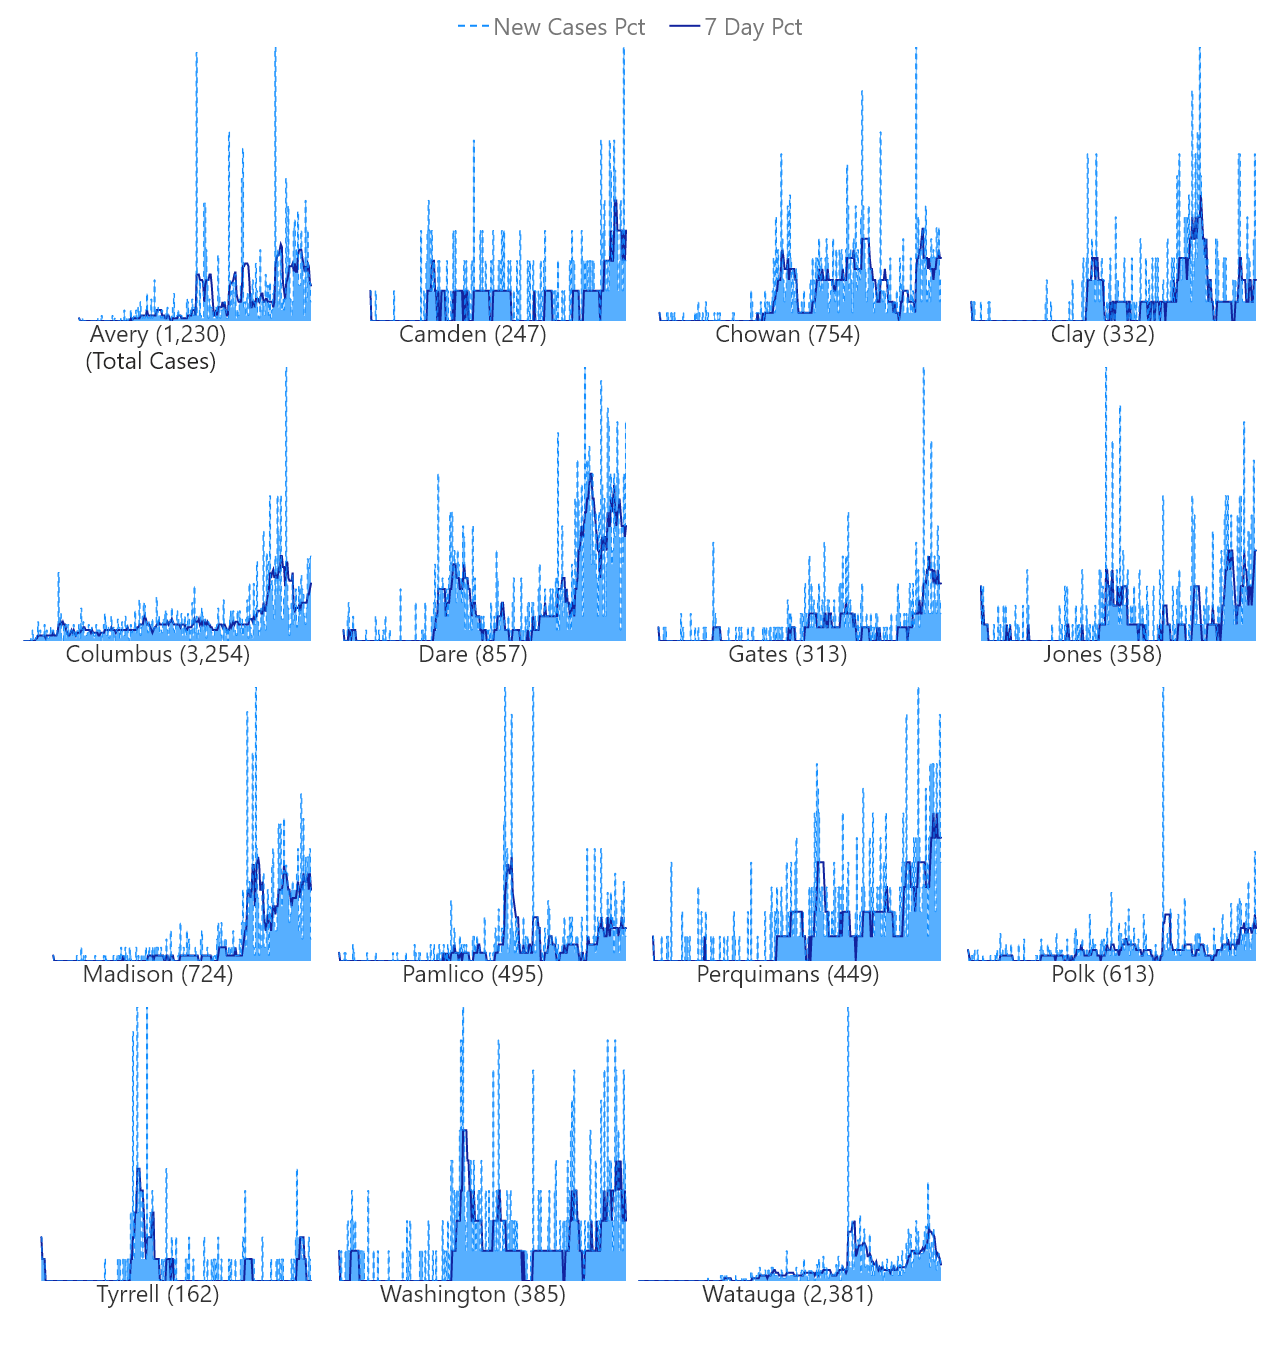 New Cases Pct 7 Day Pct
Avery (1,230) Camden (247) Chowan (754) Clay (332)
(Total Cases)
Columbus (3,254) Dare (857) Gates (313) Jones (358)
Madison (724) Pamlico (495) Perquimans (449) Polk (613)
Tyrrell (162) Washington (385) Watauga (2,381)